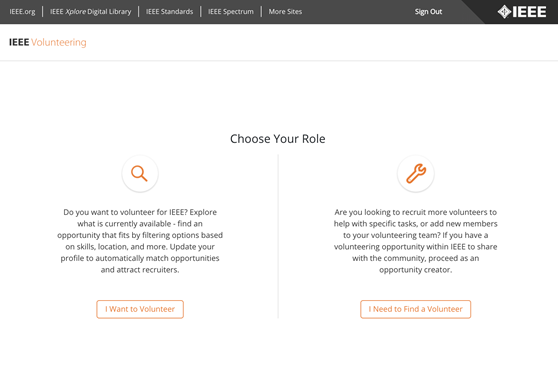 IEEE.org IEEE Xplore Digital Library IEEE Standards IEEE Spectrum More Sites Sign Out IEEE
IEEE Volunteering
Choose Your Role
Do you want to volunteer for IEEE? Explore
what is currently available - find an
opportunity that fits by filtering options based
on skills, location, and more. Update your
profile to automatically match opportunities
and attract recruiters.
I Want to Volunteer
Are you looking to recruit more volunteers to
help with specific tasks, or add new members
to your volunteering team? If you have a
volunteering opportunity within IEEE to share
with the community, proceed as an
opportunity creator.
I Need to Find a Volunteer